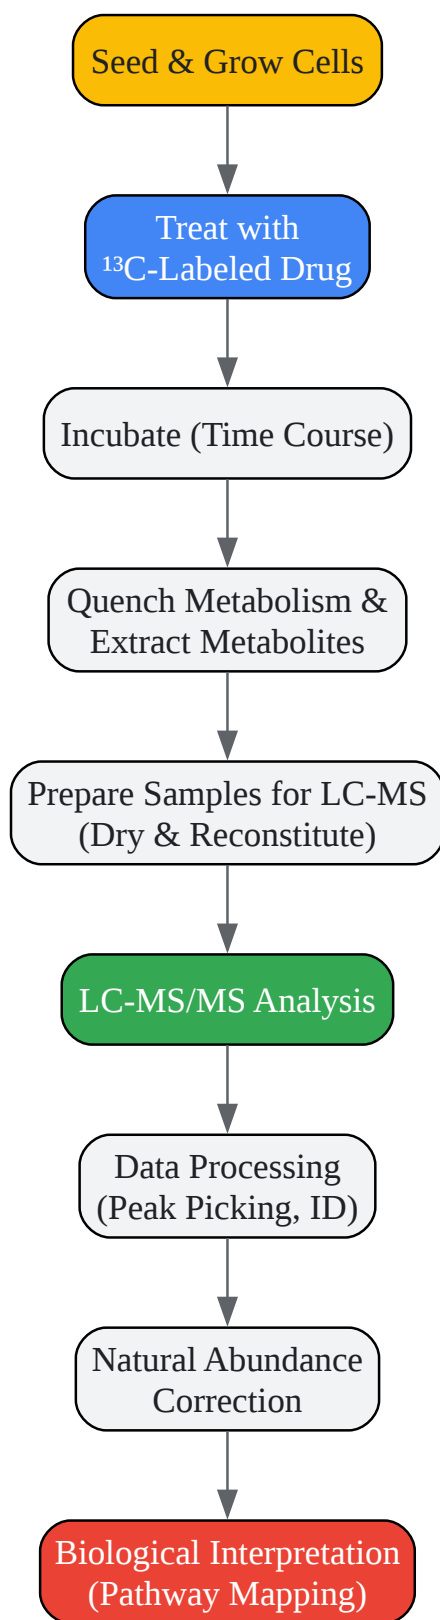 Seed & Grow Cells
Treat with
¹³C-Labeled Drug
Incubate (Time Course)
Quench Metabolism &
Extract Metabolites
Prepare Samples for LC-MS
(Dry & Reconstitute)
LC-MS/MS Analysis
Data Processing
(Peak Picking, ID)
Natural Abundance
Correction
Biological Interpretation
(Pathway Mapping)